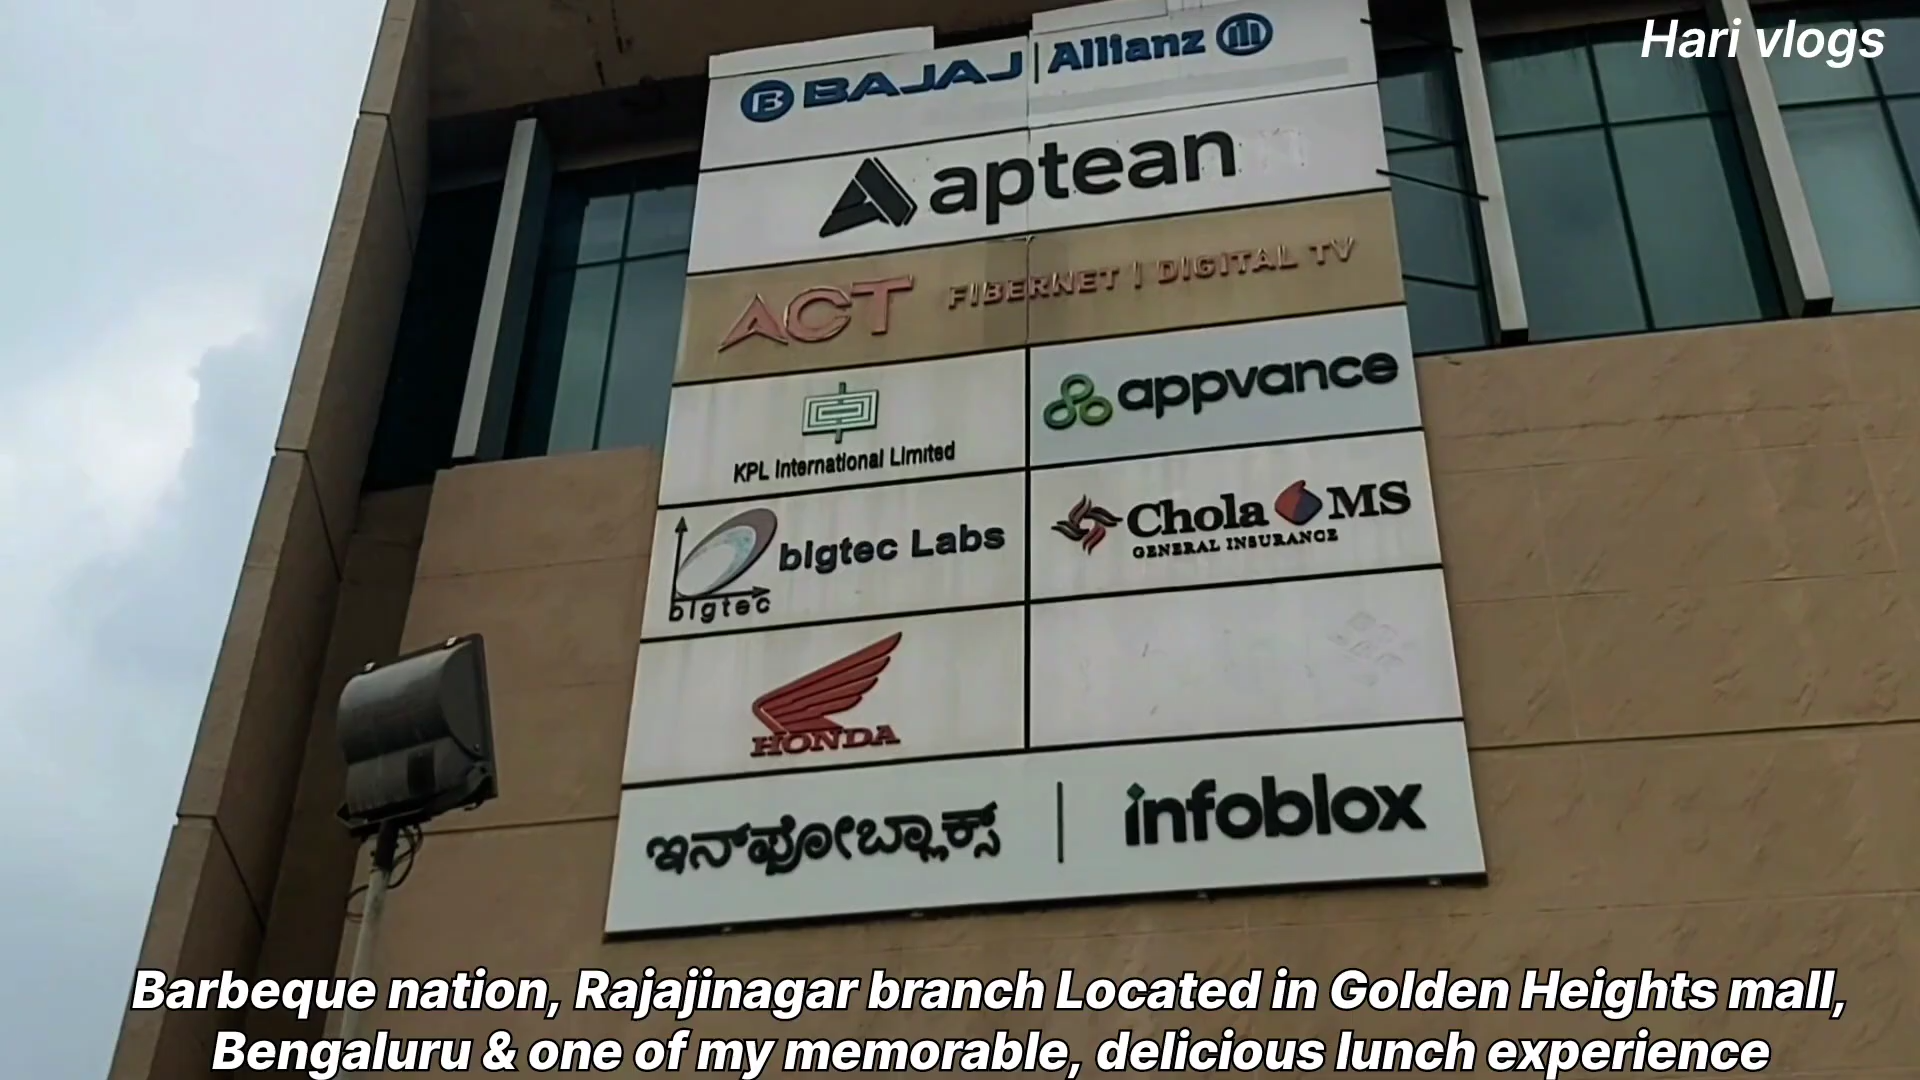 Hari vlogs
BAJAJ | Allianz
aptean
ACT FIBERNET | DIGITAL TV
KPL International Limited
appvance
bigtec Labs
bigtec
Chola MS
GENERAL INSURANCE
HONDA
ಇನ್‌ಫೋಬ್ಲಾಕ್ಸ್ | infoblox
Barbeque nation, Rajajinagar branch Located in Golden Heights mall,
Bengaluru & one of my memorable, delicious lunch experience